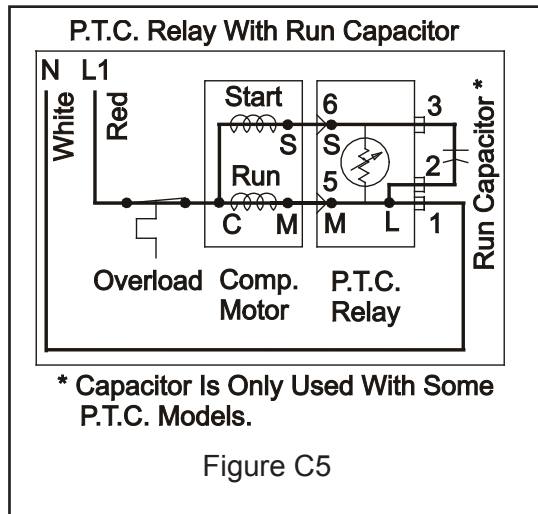 P.T.C. Relay With Run Capacitor
N L1
White
Red
Start
Run
S
C
M
6
S
5
M
L
3
2
1
Run Capacitor *
Overload
Comp.
Motor
P.T.C.
Relay
* Capacitor Is Only Used With Some
P.T.C. Models.
Figure C5